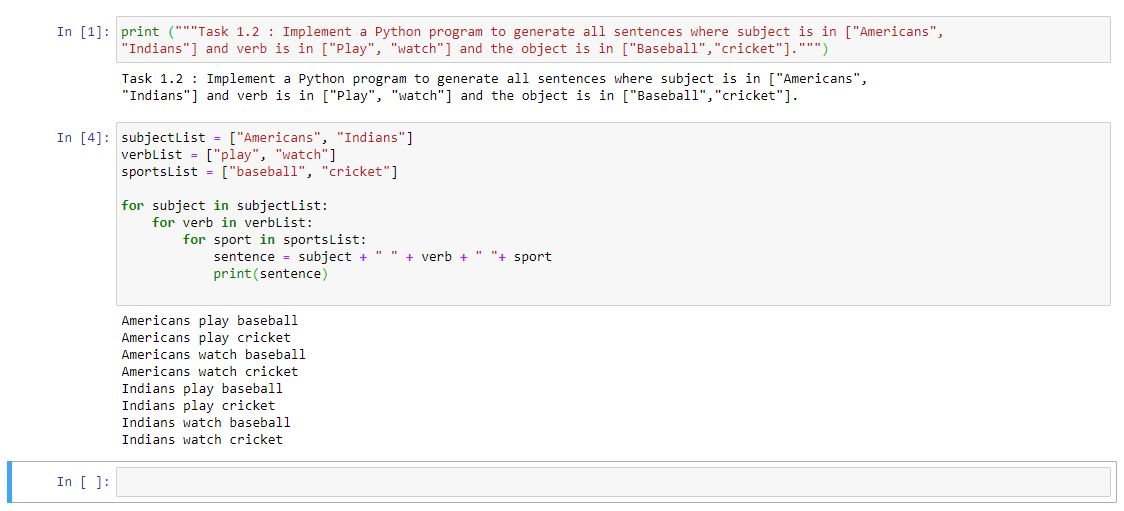 In [1]: print ("""Task 1.2 : Implement a Python program to generate all sentences where subject is in ["Americans",
"Indians"] and verb is in ["Play", "watch"] and the object is in ["Baseball","cricket"].""")
Task 1.2 : Implement a Python program to generate all sentences where subject is in ["Americans",
"Indians"] and verb is in ["Play", "watch"] and the object is in ["Baseball","cricket"].
In [4]: subjectList = ["Americans", "Indians"]
verbList = ["play", "watch"]
sportsList = ["baseball", "cricket"]
for subject in subjectList:
    for verb in verbList:
        for sport in sportsList:
            sentence = subject + " " + verb + " "+ sport
            print(sentence)
Americans play baseball
Americans play cricket
Americans watch baseball
Americans watch cricket
Indians play baseball
Indians play cricket
Indians watch baseball
Indians watch cricket
In [ ]: